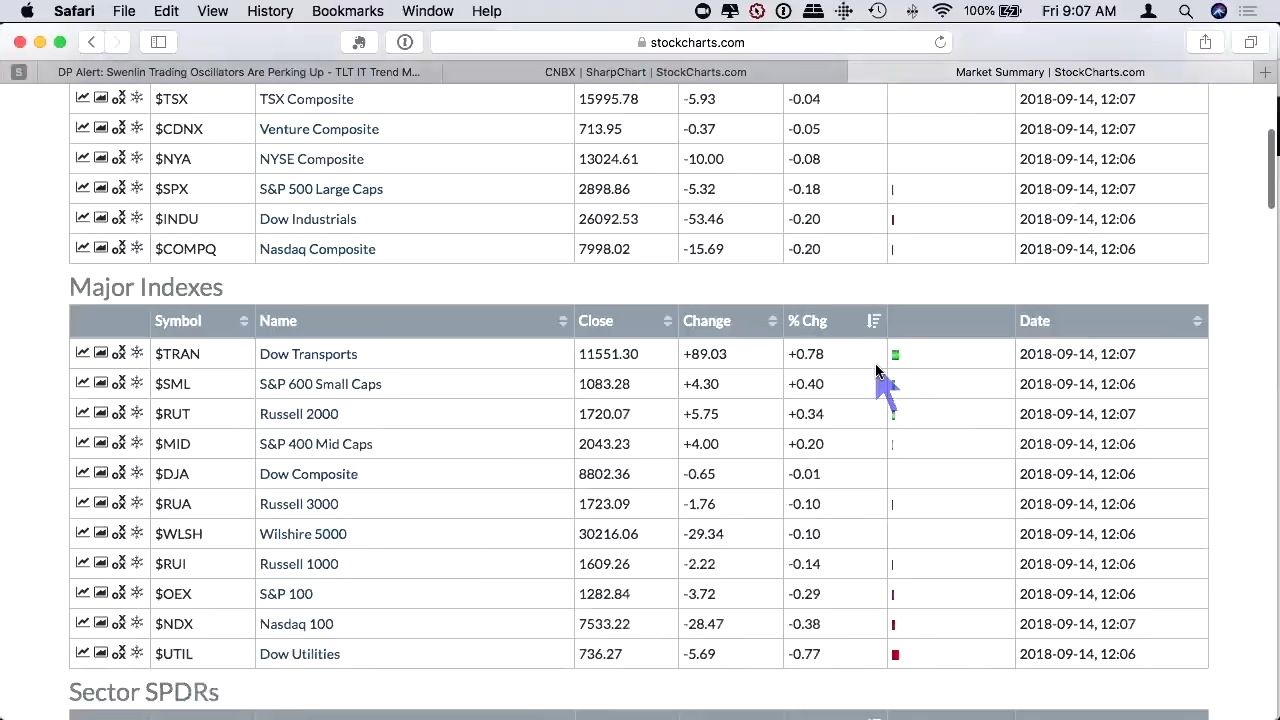 Safari File Edit View History Bookmarks Window Help 100% Fri 9:07 AM
stockcharts.com
S DP Alert: Swenlin Trading Oscillators Are Perking Up - TLT IT Trend M... CNBX | SharpChart | StockCharts.com Market Summary | StockCharts.com
$TSX TSX Composite 15995.78 -5.93 -0.04 2018-09-14, 12:07
$CDNX Venture Composite 713.95 -0.37 -0.05 2018-09-14, 12:07
$NYA NYSE Composite 13024.61 -10.00 -0.08 2018-09-14, 12:06
$SPX S&P 500 Large Caps 2898.86 -5.32 -0.18 2018-09-14, 12:07
$INDU Dow Industrials 26092.53 -53.46 -0.20 2018-09-14, 12:06
$COMPQ Nasdaq Composite 7998.02 -15.69 -0.20 2018-09-14, 12:06
Major Indexes
Symbol Name Close Change % Chg Date
$TRAN Dow Transports 11551.30 +89.03 +0.78 2018-09-14, 12:07
$SML S&P 600 Small Caps 1083.28 +4.30 +0.40 2018-09-14, 12:07
$RUT Russell 2000 1720.07 +5.75 +0.34 2018-09-14, 12:07
$MID S&P 400 Mid Caps 2043.23 +4.00 +0.20 2018-09-14, 12:06
$DJA Dow Composite 8802.36 -0.65 -0.01 2018-09-14, 12:06
$RUA Russell 3000 1723.09 -1.76 -0.10 2018-09-14, 12:06
$WLSH Wilshire 5000 30216.06 -29.34 -0.10 2018-09-14, 12:06
$RUI Russell 1000 1609.26 -2.22 -0.14 2018-09-14, 12:06
$OEX S&P 100 1282.84 -3.72 -0.29 2018-09-14, 12:06
$NDX Nasdaq 100 7533.22 -28.47 -0.38 2018-09-14, 12:07
$UTIL Dow Utilities 736.27 -5.69 -0.77 2018-09-14, 12:06
Sector SPDRs